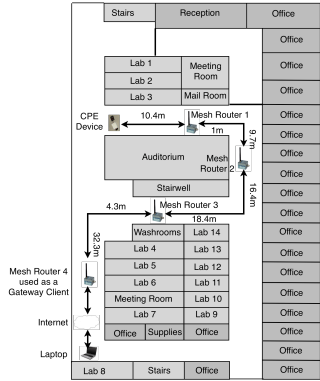 Stairs
Reception
Office
Office
Lab 1
Meeting
Room
Office
Lab 2
Office
Lab 3
Mail Room
Office
CPE
Device
10.4m
Mesh Router 1
1m
Office
9.7m
Office
Auditorium
Mesh
Router 2
Office
Office
Stairwell
16.4m
Office
4.3m
Mesh Router 3
18.4m
Office
Washrooms
Lab 14
Office
32.3m
Lab 4
Lab 13
Office
Mesh Router 4
used as a
Gateway Client
Lab 5
Lab 12
Office
Lab 6
Lab 11
Office
Meeting Room
Lab 10
Office
Internet
Lab 7
Lab 9
Office
Office
Supplies
Office
Office
Laptop
Office
Lab 8
Stairs
Office
Office